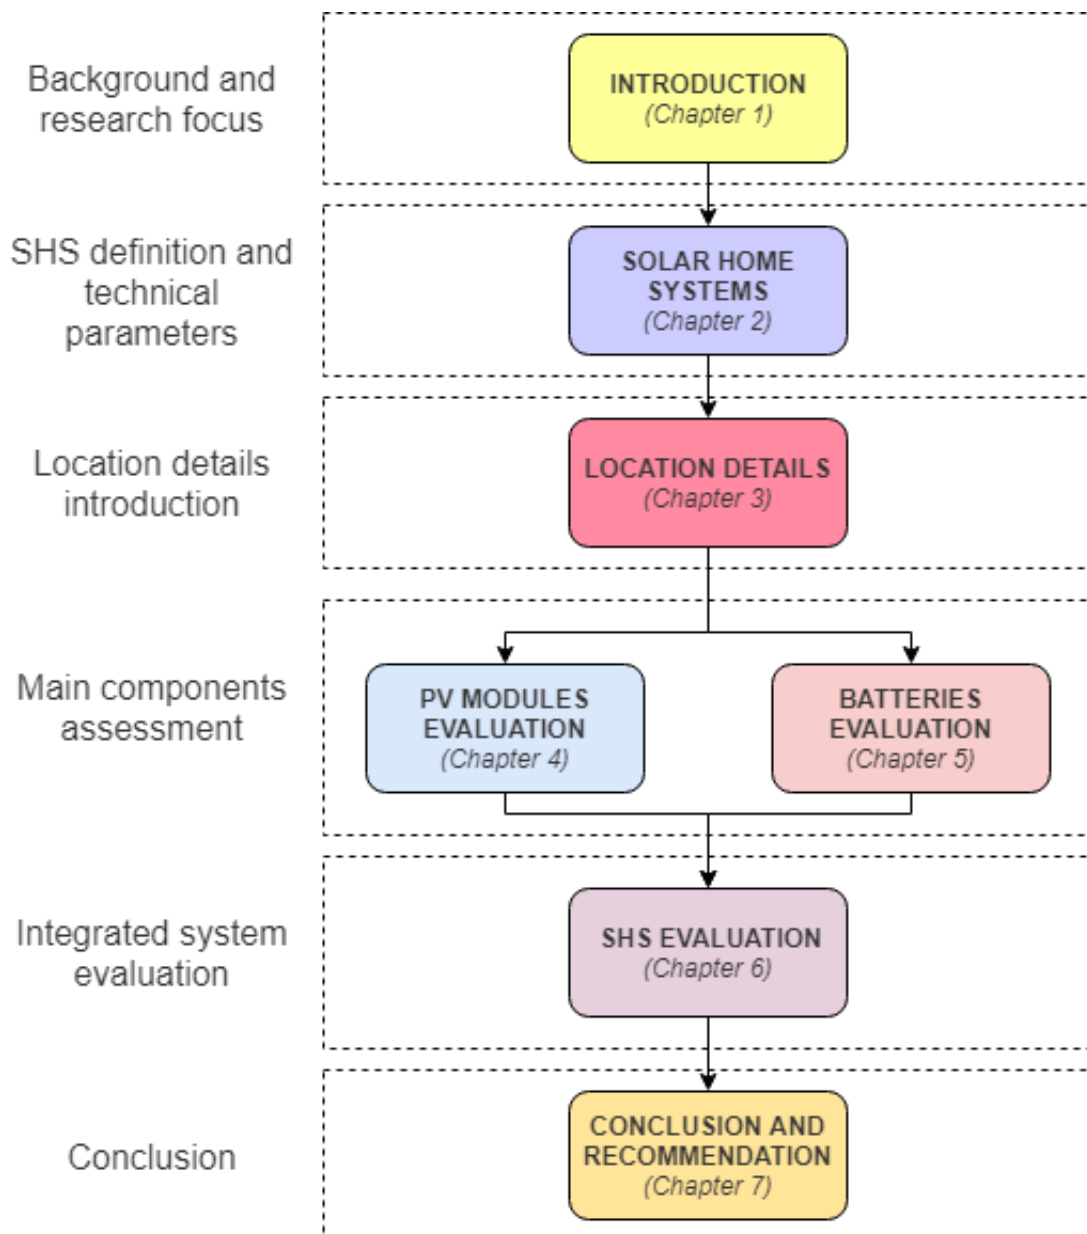 Background and
research focus
INTRODUCTION
(Chapter 1)
SHS definition and
technical
parameters
SOLAR HOME
SYSTEMS
(Chapter 2)
Location details
introduction
LOCATION DETAILS
(Chapter 3)
Main components
assessment
PV MODULES
EVALUATION
(Chapter 4)
BATTERIES
EVALUATION
(Chapter 5)
Integrated system
evaluation
SHS EVALUATION
(Chapter 6)
Conclusion
CONCLUSION AND
RECOMMENDATION
(Chapter 7)